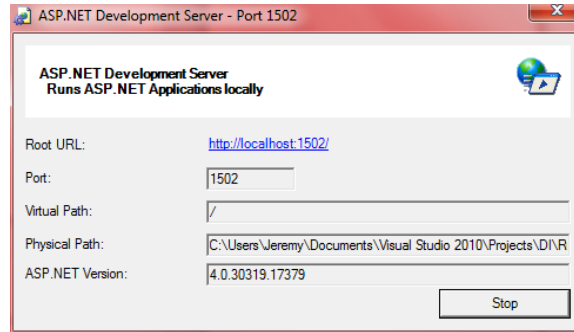 ASP.NET Development Server - Port 1502
ASP.NET Development Server
Runs ASP.NET Applications locally
Root URL: http://localhost:1502/
Port: 1502
Virtual Path: /
Physical Path: C:\Users\Jeremy\Documents\Visual Studio 2010\Projects\DI\R
ASP.NET Version: 4.0.30319.17379
Stop